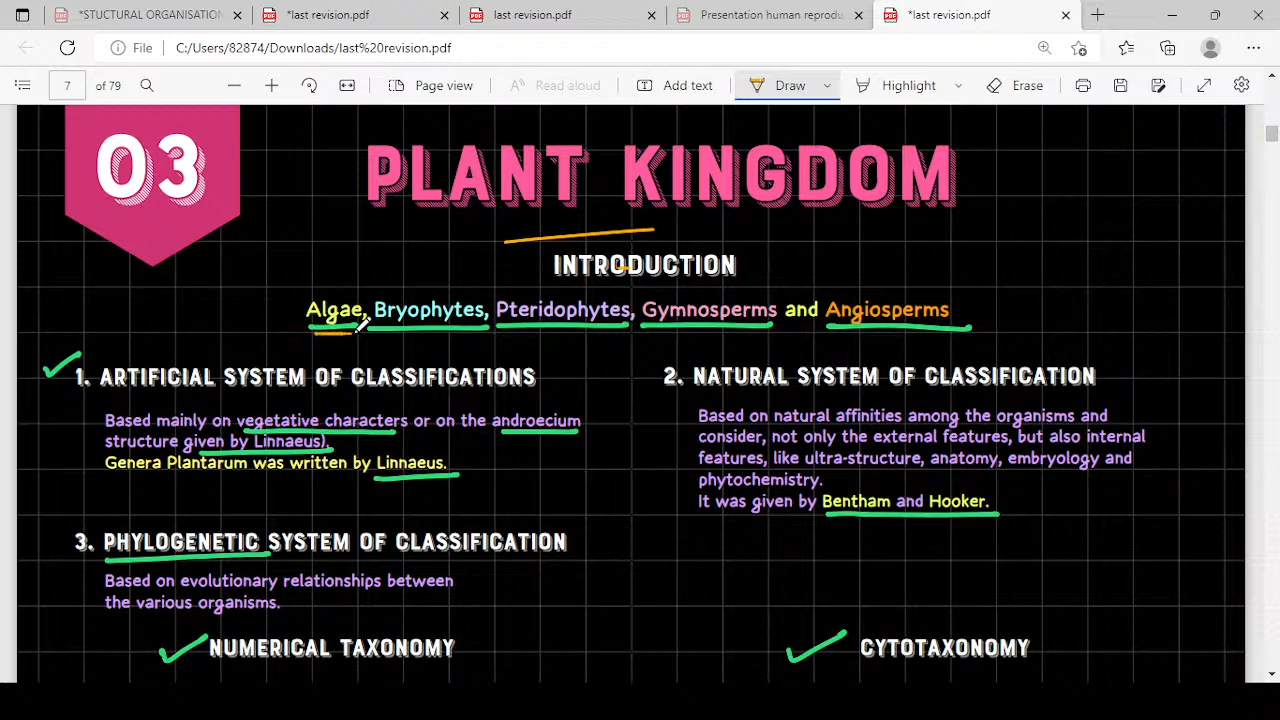 *STUCTURAL ORGANISATION
*last revision.pdf
last revision.pdf
Presentation human reprodu
*last revision.pdf
File
C:/Users/82874/Downloads/last%20revision.pdf
7 of 79
Page view
Read aloud
Add text
Draw
Highlight
Erase
03
PLANT KINGDOM
INTRODUCTION
Algae, Bryophytes, Pteridophytes, Gymnosperms and Angiosperms
1. ARTIFICIAL SYSTEM OF CLASSIFICATIONS
Based mainly on vegetative characters or on the androecium
structure given by Linnaeus).
Genera Plantarum was written by Linnaeus.
2. NATURAL SYSTEM OF CLASSIFICATION
Based on natural affinities among the organisms and
consider, not only the external features, but also internal
features, like ultra-structure, anatomy, embryology and
phytochemistry.
It was given by Bentham and Hooker.
3. PHYLOGENETIC SYSTEM OF CLASSIFICATION
Based on evolutionary relationships between
the various organisms.
NUMERICAL TAXONOMY
CYTOTAXONOMY